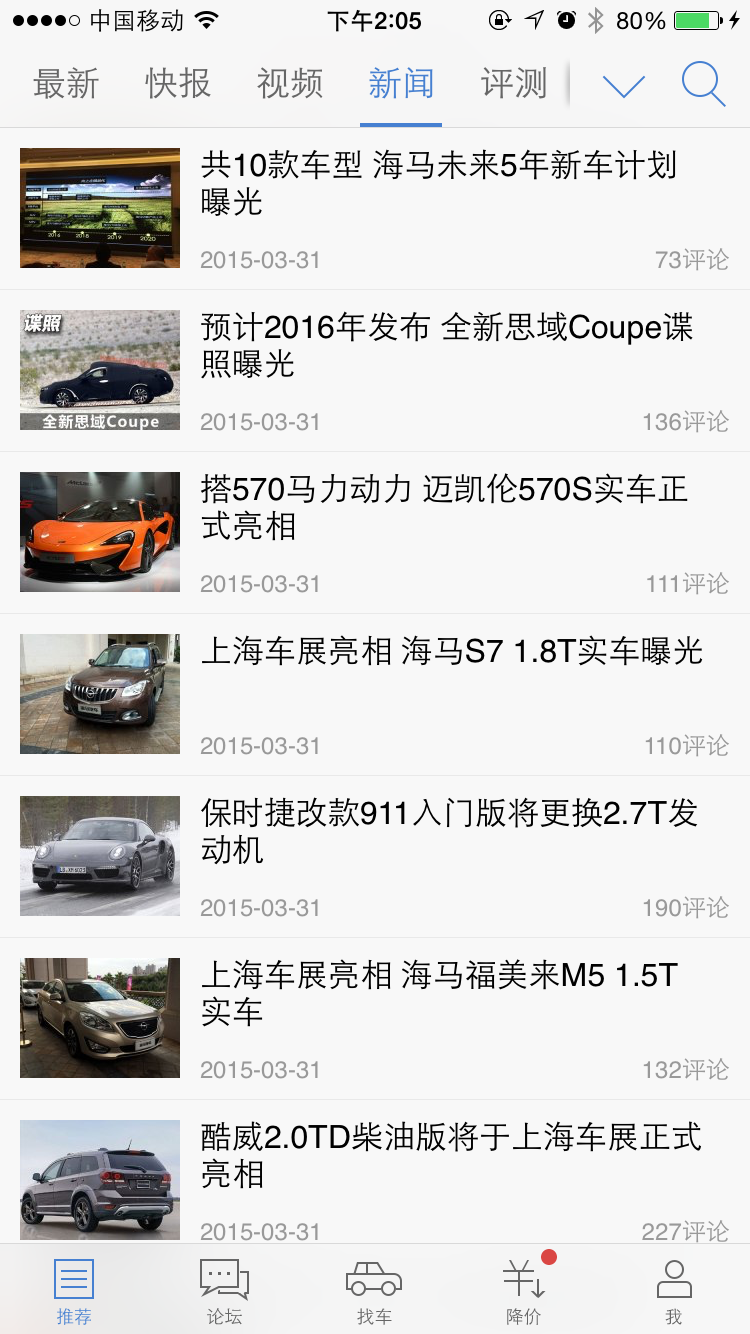 中国移动
下午2:05
80%
最新 快报 视频 新闻 评测
共10款车型 海马未来5年新车计划
曝光
2015-03-31
73评论
谍照
全新思域Coupe
预计2016年发布 全新思域Coupe谍
照曝光
2015-03-31
136评论
搭570马力动力 迈凯伦570S实车正
式亮相
2015-03-31
111评论
上海车展亮相 海马S7 1.8T实车曝光
2015-03-31
110评论
保时捷改款911入门版将更换2.7T发
动机
2015-03-31
190评论
上海车展亮相 海马福美来M5 1.5T
实车
2015-03-31
132评论
酷威2.0TD柴油版将于上海车展正式
亮相
2015-03-31
227评论
推荐 论坛 找车 降价 我